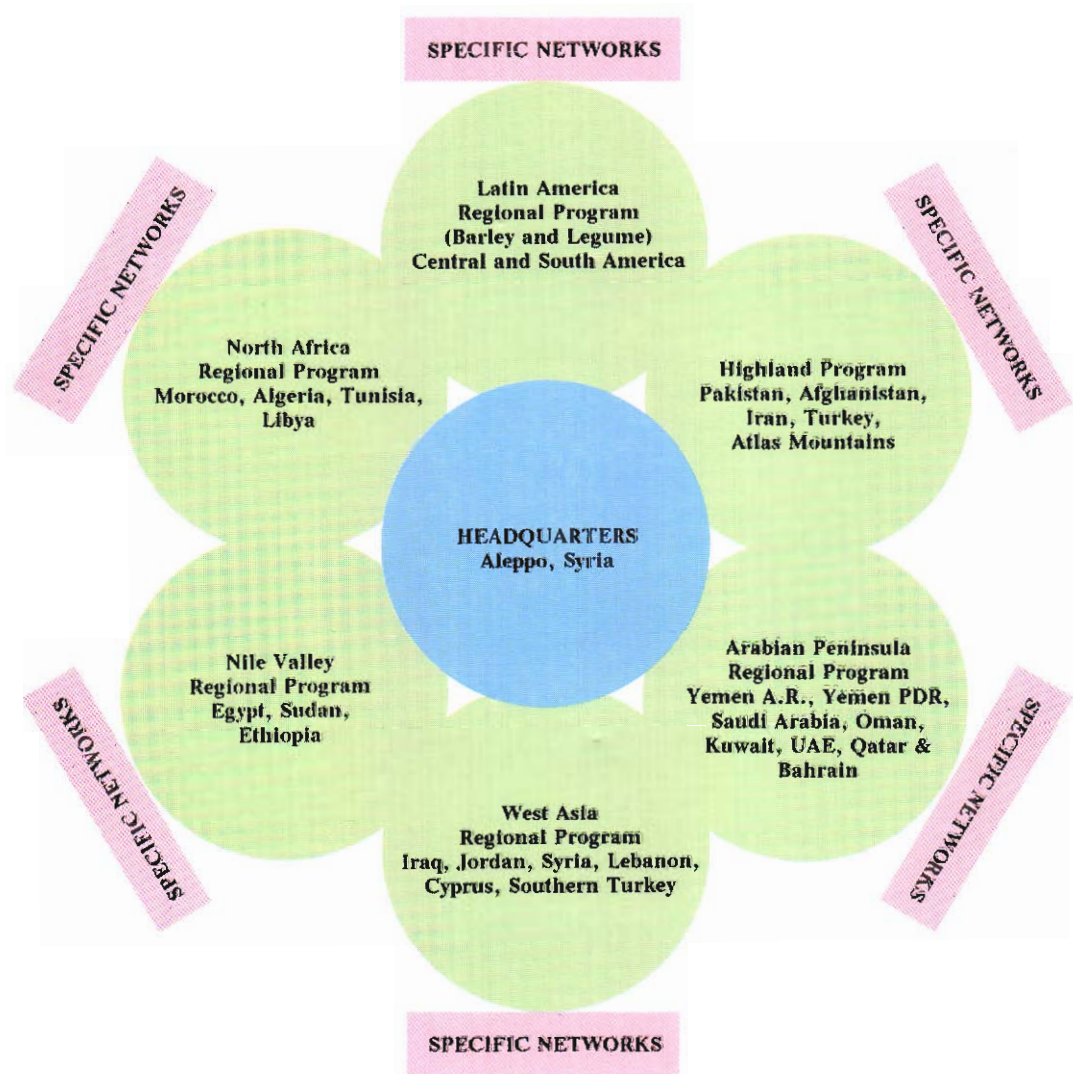 SPECIFIC NETWORKS
SPECIFIC NETWORKS
SPECIFIC NETWORKS
Latin America
Regional Program
(Barley and Legume)
Central and South America
North Africa
Regional Program
Morocco, Algeria, Tunisia,
Libya
Highland Program
Pakistan, Afghanistan,
Iran, Turkey,
Atlas Mountains
HEADQUARTERS
Aleppo, Syria
Nile Valley
Regional Program
Egypt, Sudan,
Ethiopia
Arabian Peninsula
Regional Program
Yemen A.R., Yemen PDR,
Saudi Arabia, Oman,
Kuwait, UAE, Qatar &
Bahrain
West Asia
Regional Program
Iraq, Jordan, Syria, Lebanon,
Cyprus, Southern Turkey
SPECIFIC NETWORKS
SPECIFIC NETWORKS
SPECIFIC NETWORKS